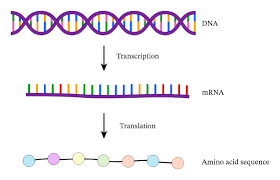 DNA
Transcription
mRNA
Translation
Amino acid sequence